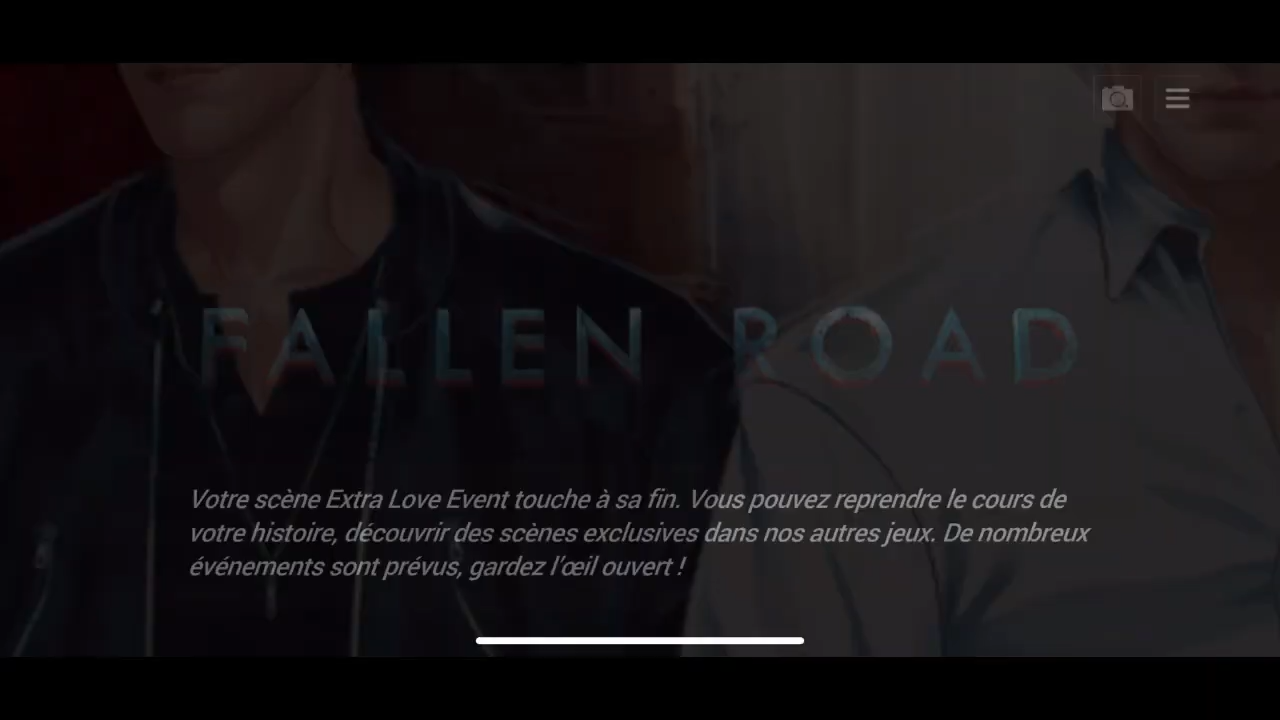 FALLEN ROAD
Votre scène Extra Love Event touche à sa fin. Vous pouvez reprendre le cours de
votre histoire, découvrir des scènes exclusives dans nos autres jeux. De nombreux
événements sont prévus, gardez l'œil ouvert !